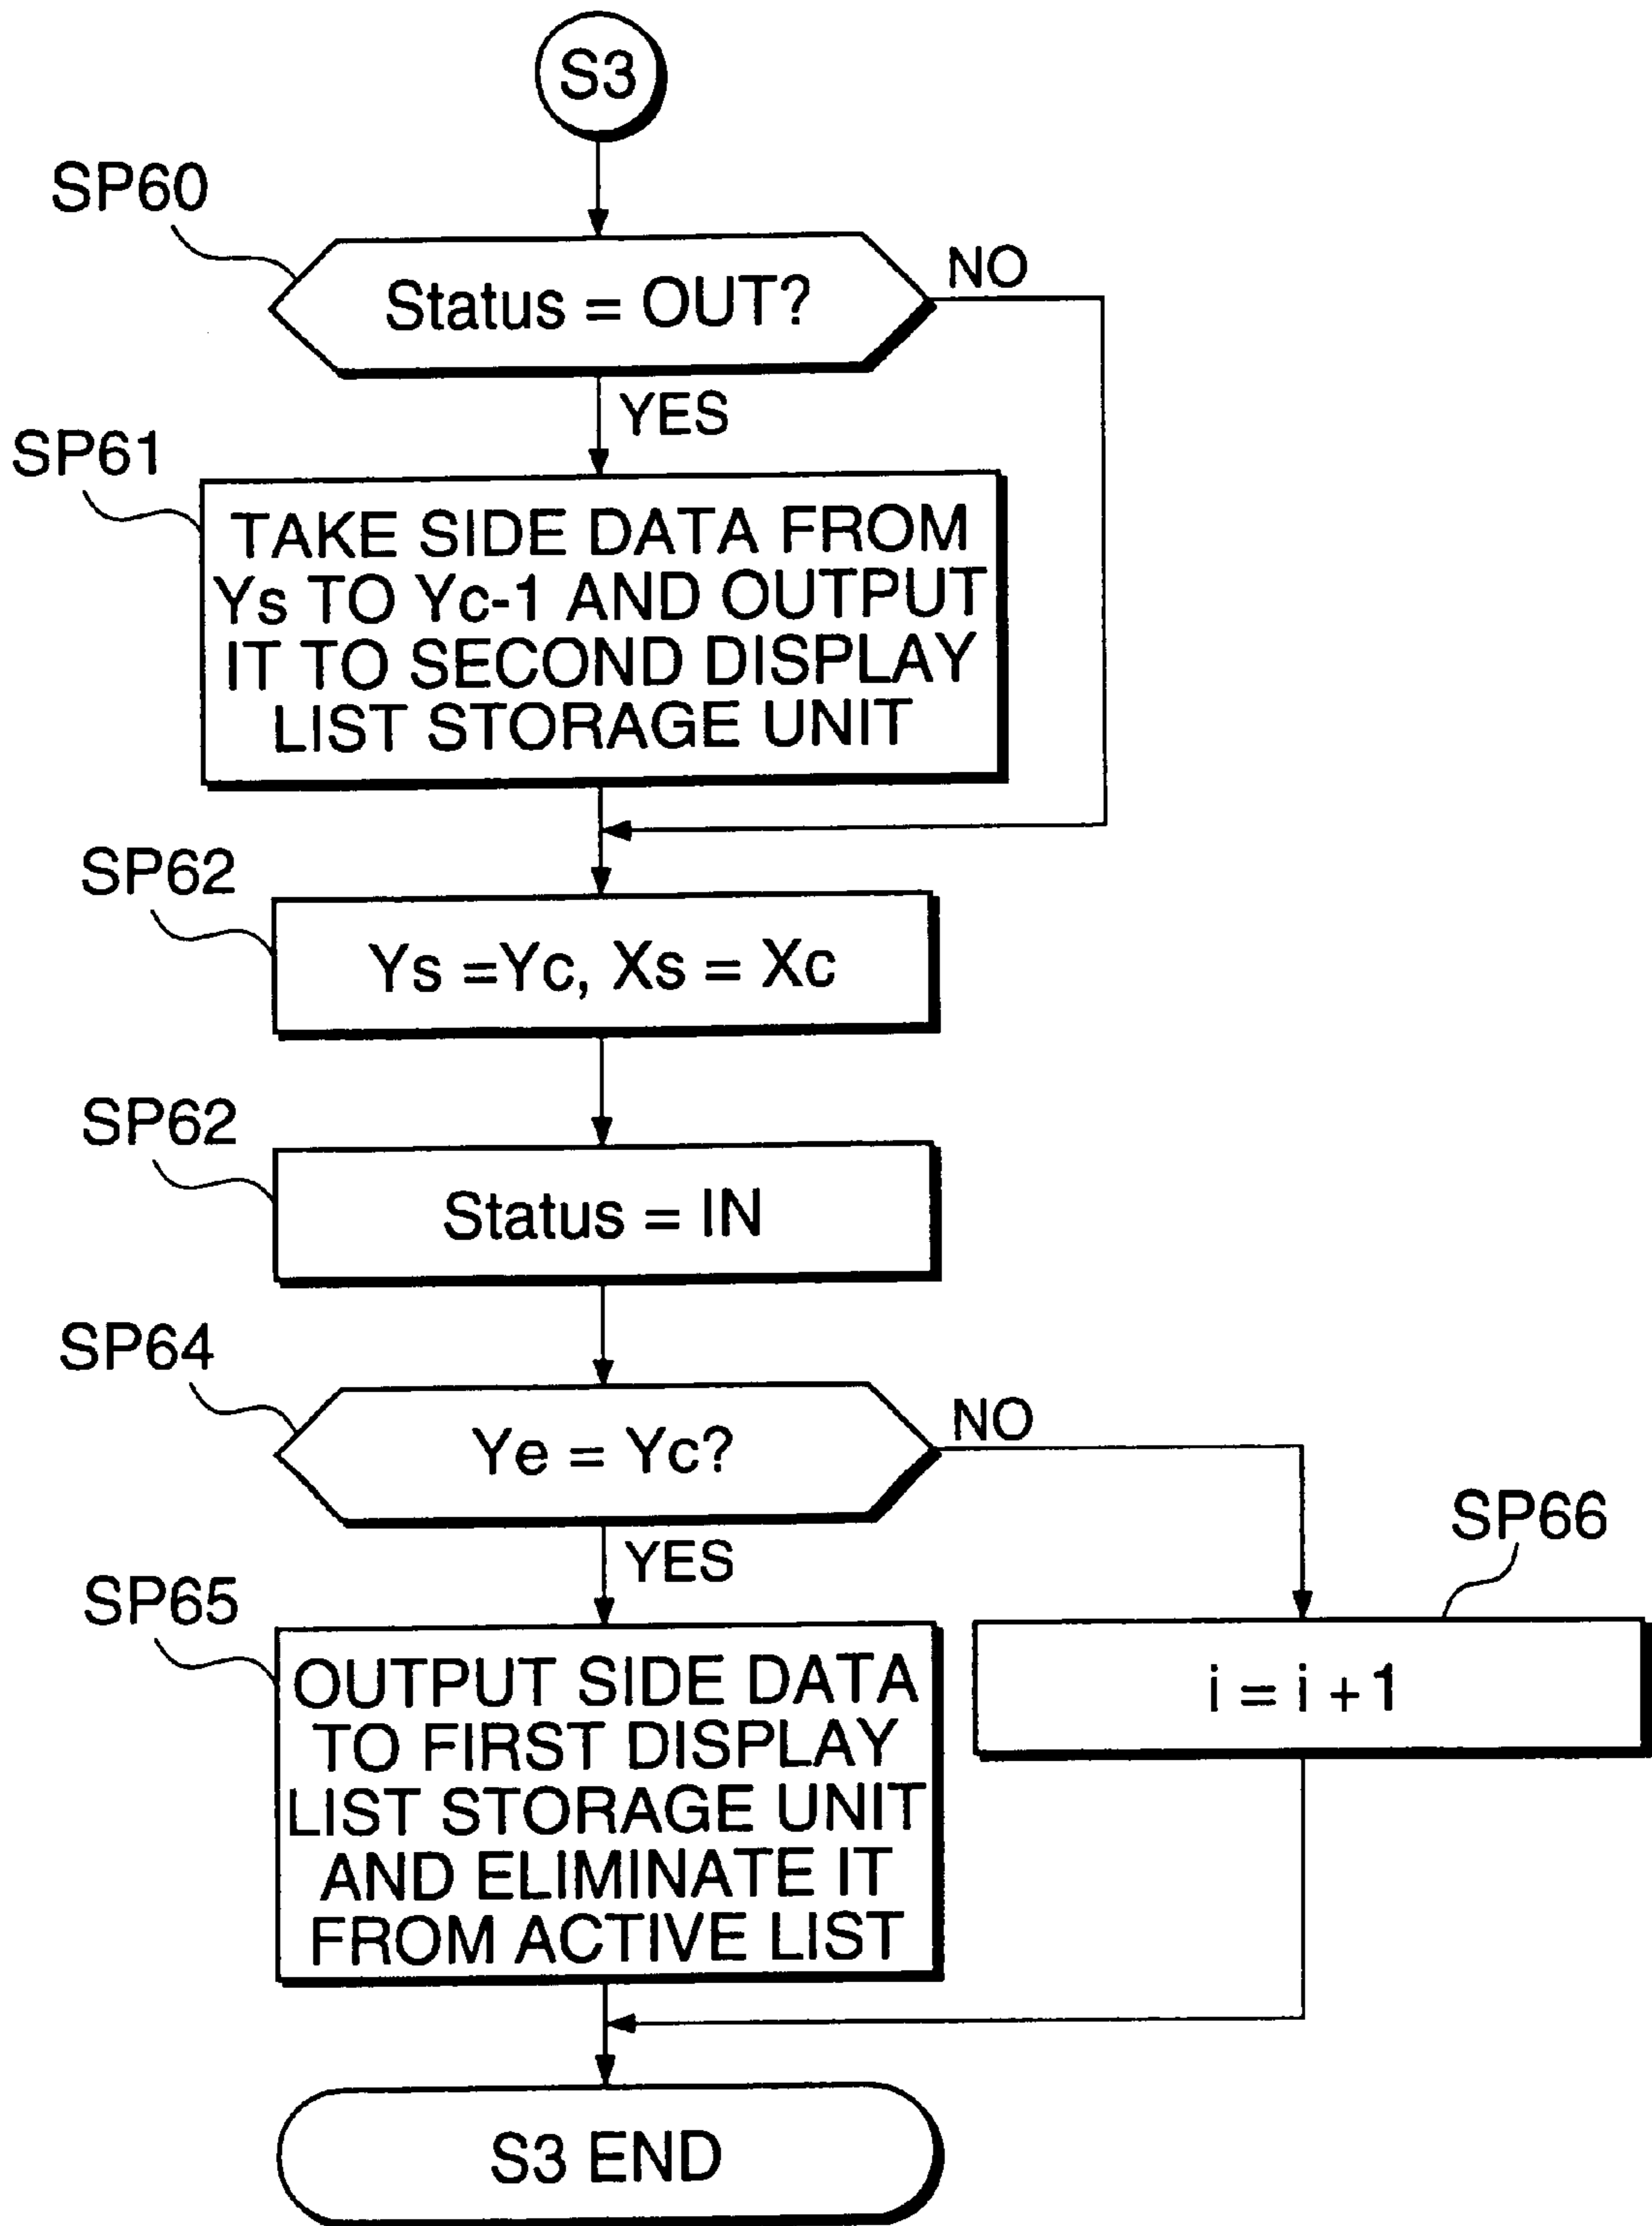 S3
SP60
Status = OUT?
NO
YES
SP61
TAKE SIDE DATA FROM
Ys TO Yc-1 AND OUTPUT
IT TO SECOND DISPLAY
LIST STORAGE UNIT
SP62
Ys =Yc, Xs = Xc
SP62
Status = IN
SP64
Ye = Yc?
NO
YES
SP66
i = i +1
SP65
OUTPUT SIDE DATA
TO FIRST DISPLAY
LIST STORAGE UNIT
AND ELIMINATE IT
FROM ACTIVE LIST
S3 END